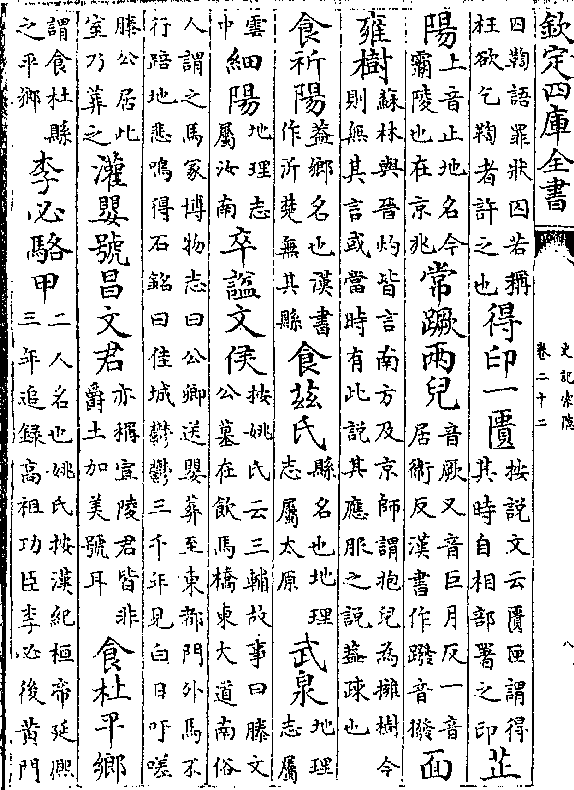 欽定四庫全書
史記索隱
卷二十二
八
曰鞫語罪狀囚若稱
枉欲乞鞫者許之也
得印一匱
按說文云匱匣謂得
其時自相部署之印
芷
陽
上音止地名今
霸陵也在京兆
常蹶兩兒
音厥又音巨月反一音
居術反漢書作蹳音撥
面
雍樹
蘇林與晉灼皆言南方及京師謂抱兒為擁樹今
則無其言或當時有此說其應服之說蓋疎也
食祈陽
蓋鄉名也漢書
作沂楚無其縣
食茲氏
縣名也地理
志屬太原
武泉
地理
志屬
雲
中
細陽
地理志
屬汝南
卒謚文侯
按姚氏云三輔故事曰滕文
公墓在飲馬橋東大道南俗
人謂之馬冢博物志曰公卿送嬰葬至東都門外馬不
行踣地悲鳴得石銘曰佳城鬱鬱三千年見白日吁嗟
滕公居此
室乃葬之
灌嬰號昌文君
亦稱宣陵君皆非
爵土加美號耳
食杜平鄉
謂食杜縣
之平鄉
李必駱甲
二人名也姚氏按漢紀桓帝延熙
三年追錄高祖功臣李必後黃門